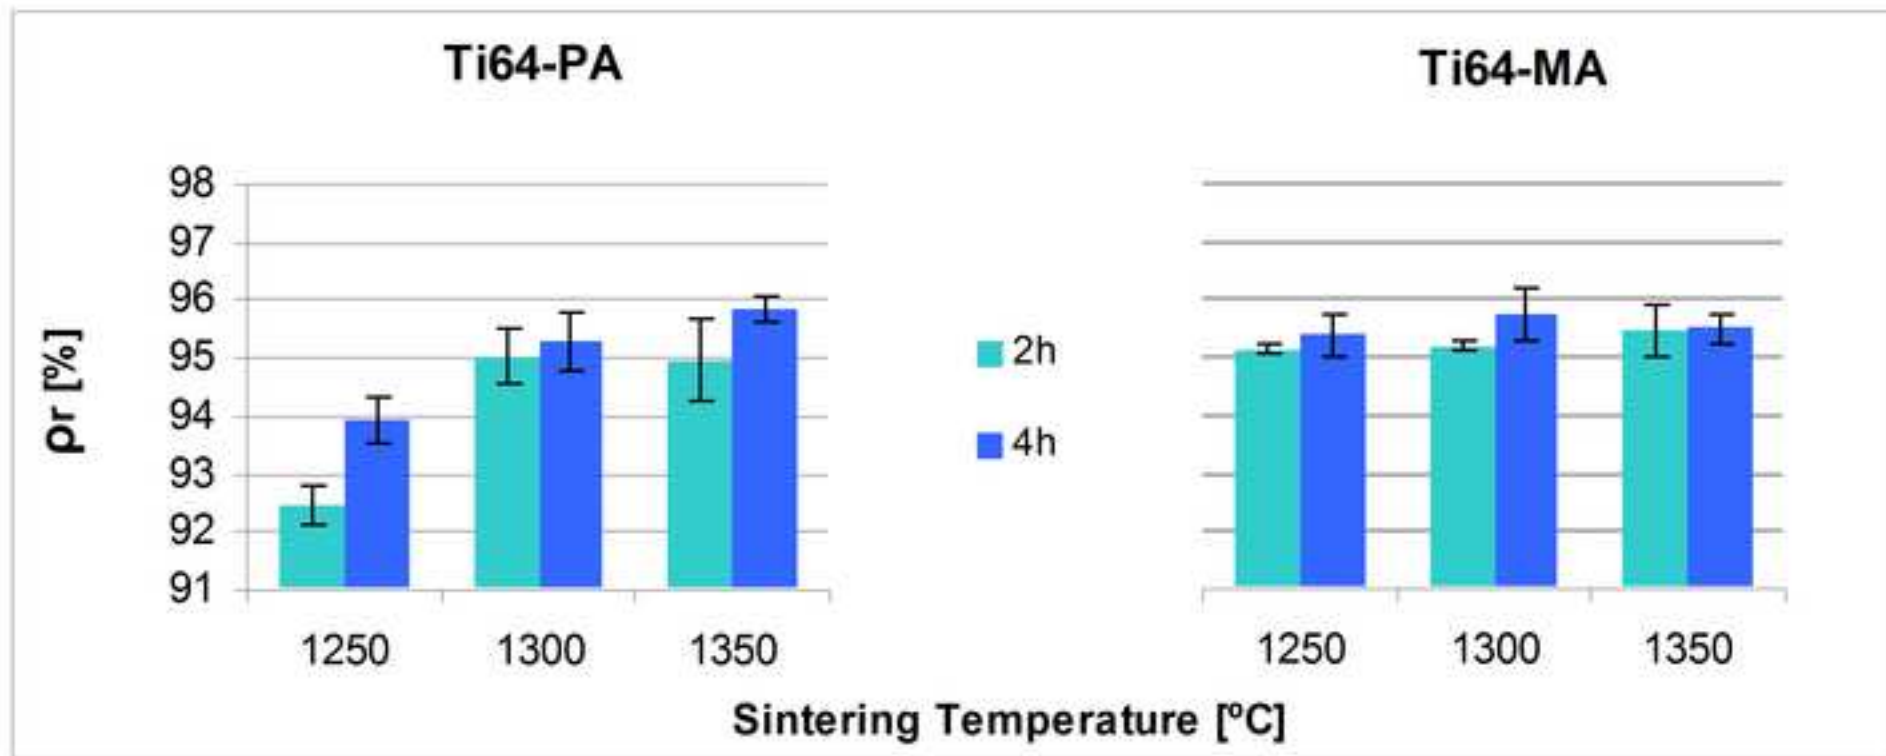 Ti64-PA
Ti64-MA
98
97
96
95
94
93
92
91
ρr [%]
2h
4h
1250 1300 1350
1250 1300 1350
Sintering Temperature [ºC]